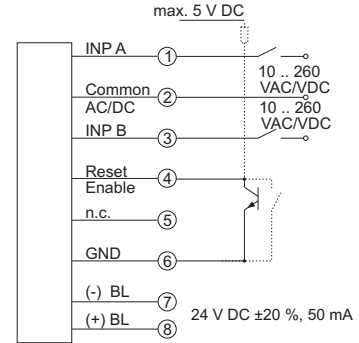 max. 5 V DC
INP A
1
10 .. 260
VAC/VDC
Common
AC/DC
2
10 .. 260
VAC/VDC
INP B
3
Reset
Enable
4
n.c.
5
GND
6
(-) BL
7
24 V DC ±20 %, 50 mA
(+) BL
8